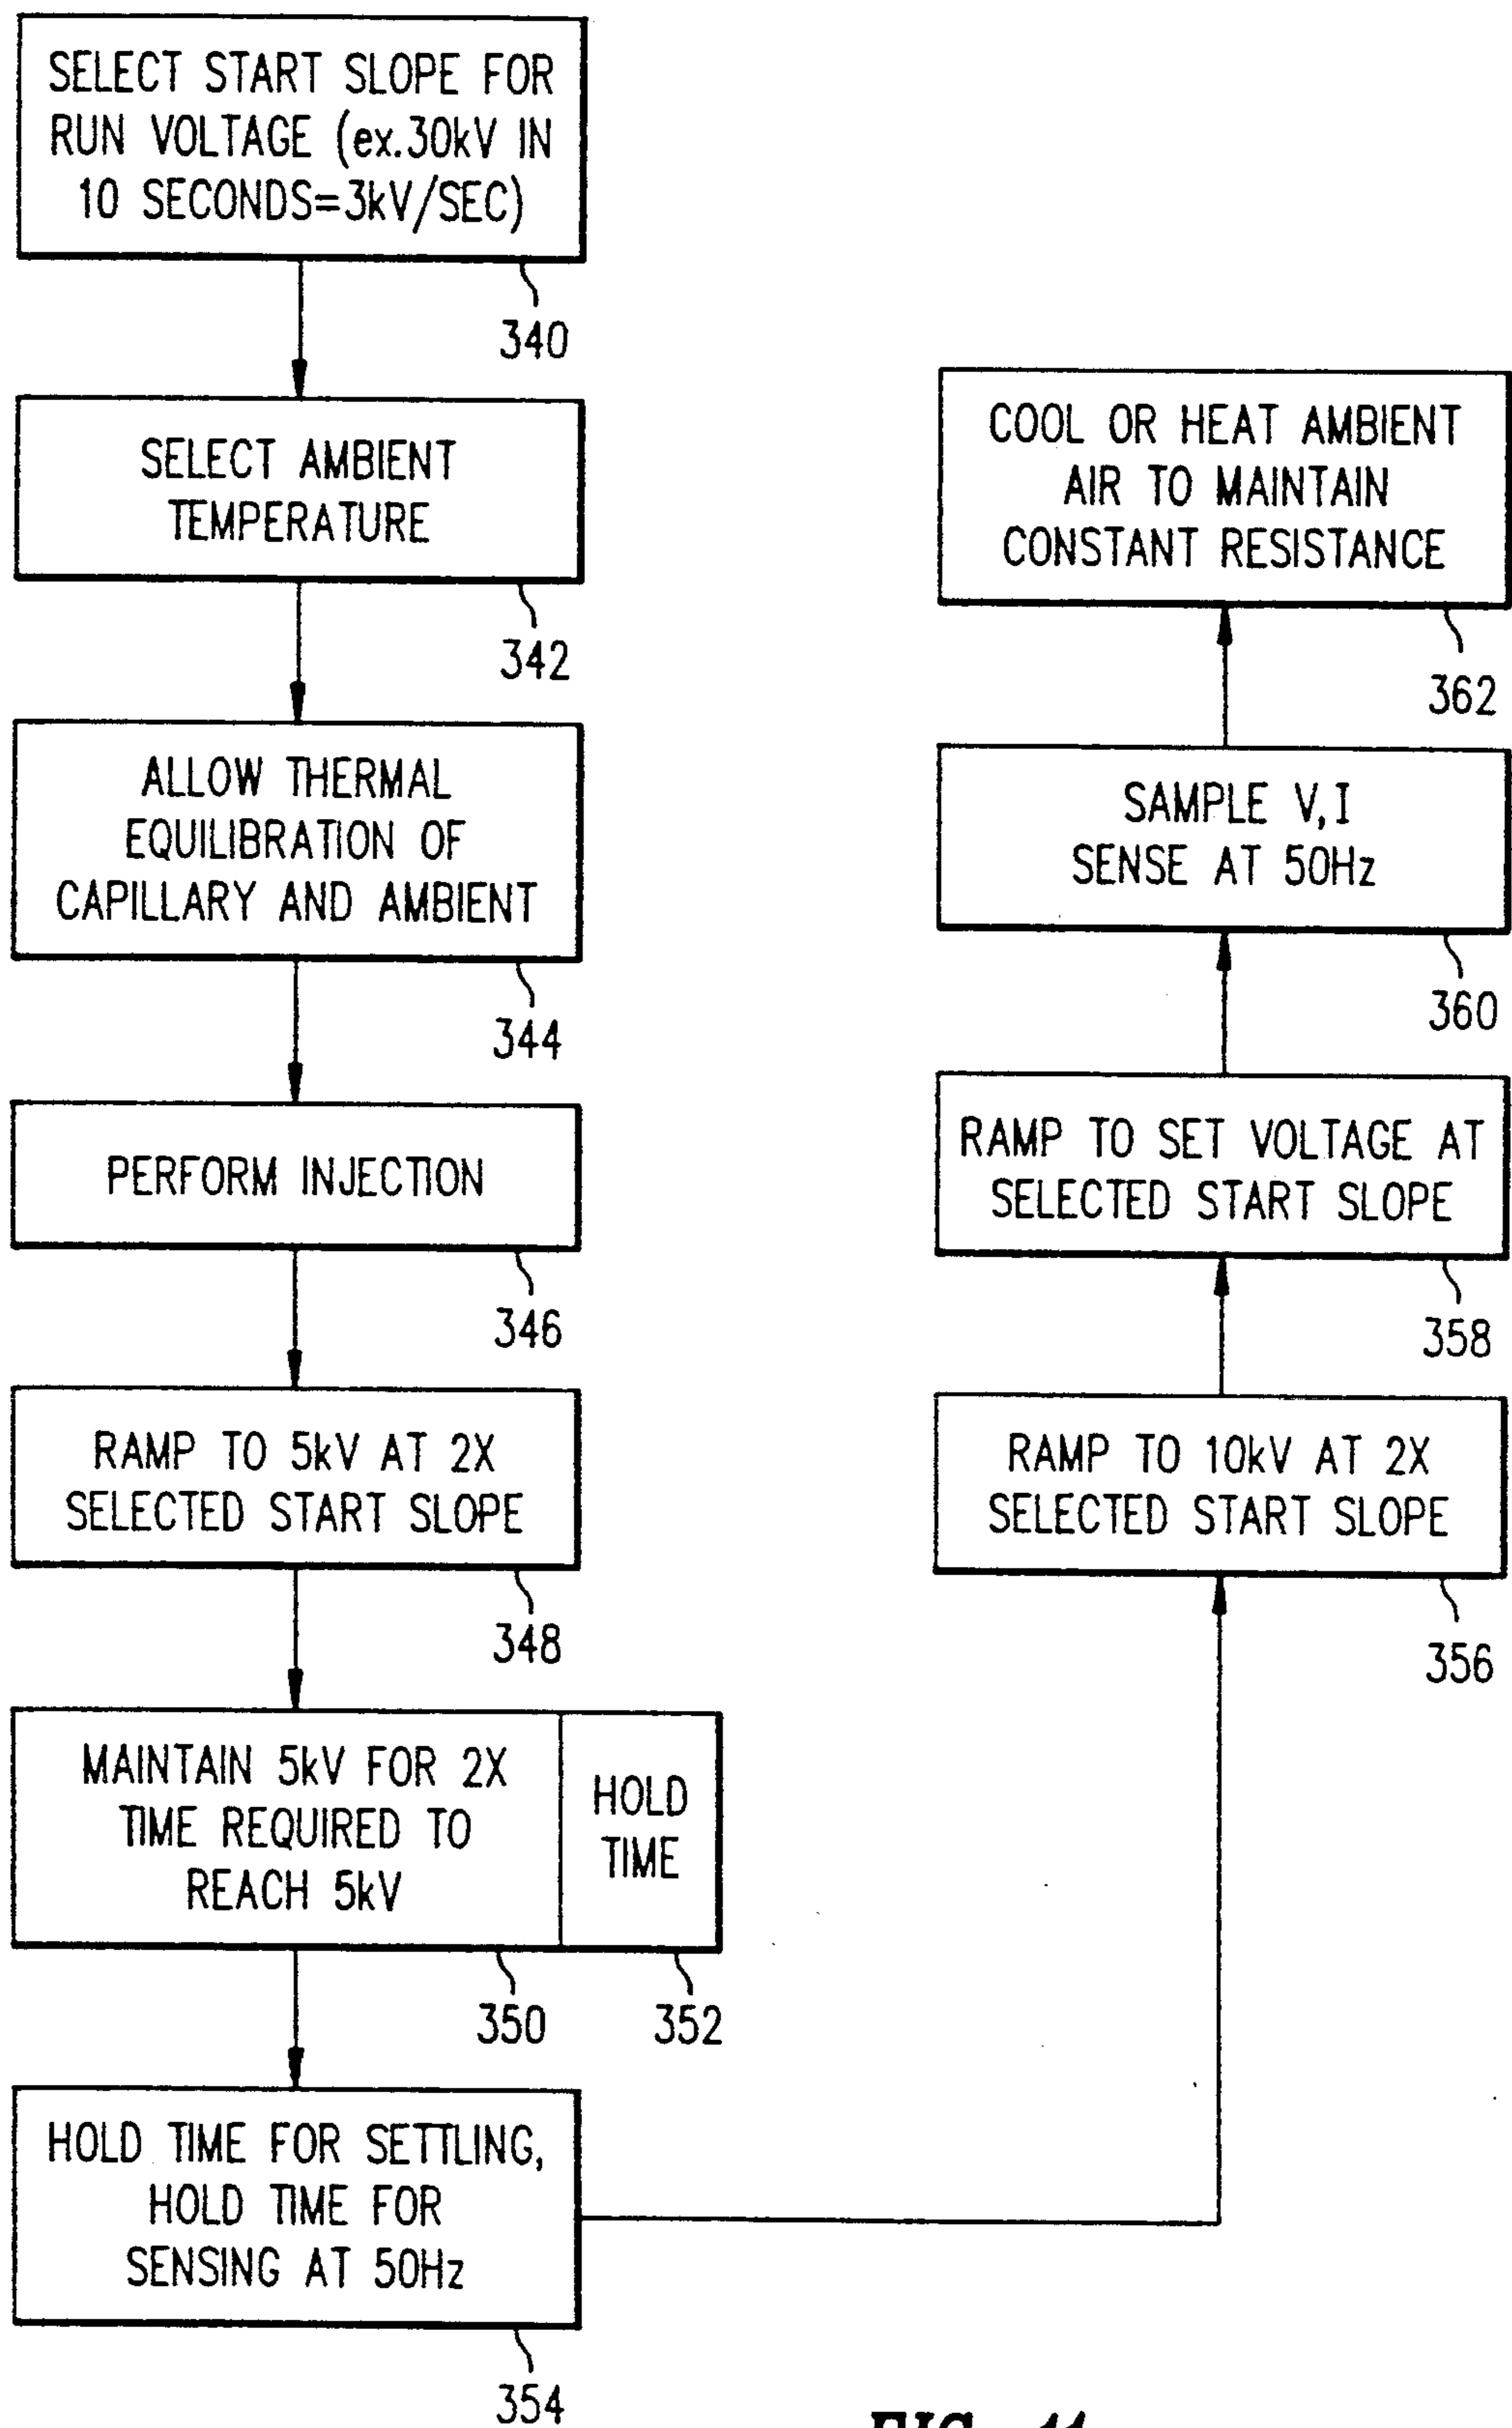 SELECT START SLOPE FOR
RUN VOLTAGE (ex.30kV IN
10 SECONDS=3kV/SEC)
340
SELECT AMBIENT
TEMPERATURE
342
ALLOW THERMAL
EQUILIBRATION OF
CAPILLARY AND AMBIENT
344
PERFORM INJECTION
346
RAMP TO 5kV AT 2X
SELECTED START SLOPE
348
MAINTAIN 5kV FOR 2X
TIME REQUIRED TO
REACH 5kV
350
HOLD
TIME
352
HOLD TIME FOR SETTLING,
HOLD TIME FOR
SENSING AT 50Hz
354
RAMP TO 10kV AT 2X
SELECTED START SLOPE
356
RAMP TO SET VOLTAGE AT
SELECTED START SLOPE
358
SAMPLE V,I
SENSE AT 50Hz
360
COOL OR HEAT AMBIENT
AIR TO MAINTAIN
CONSTANT RESISTANCE
362
FIG. 11